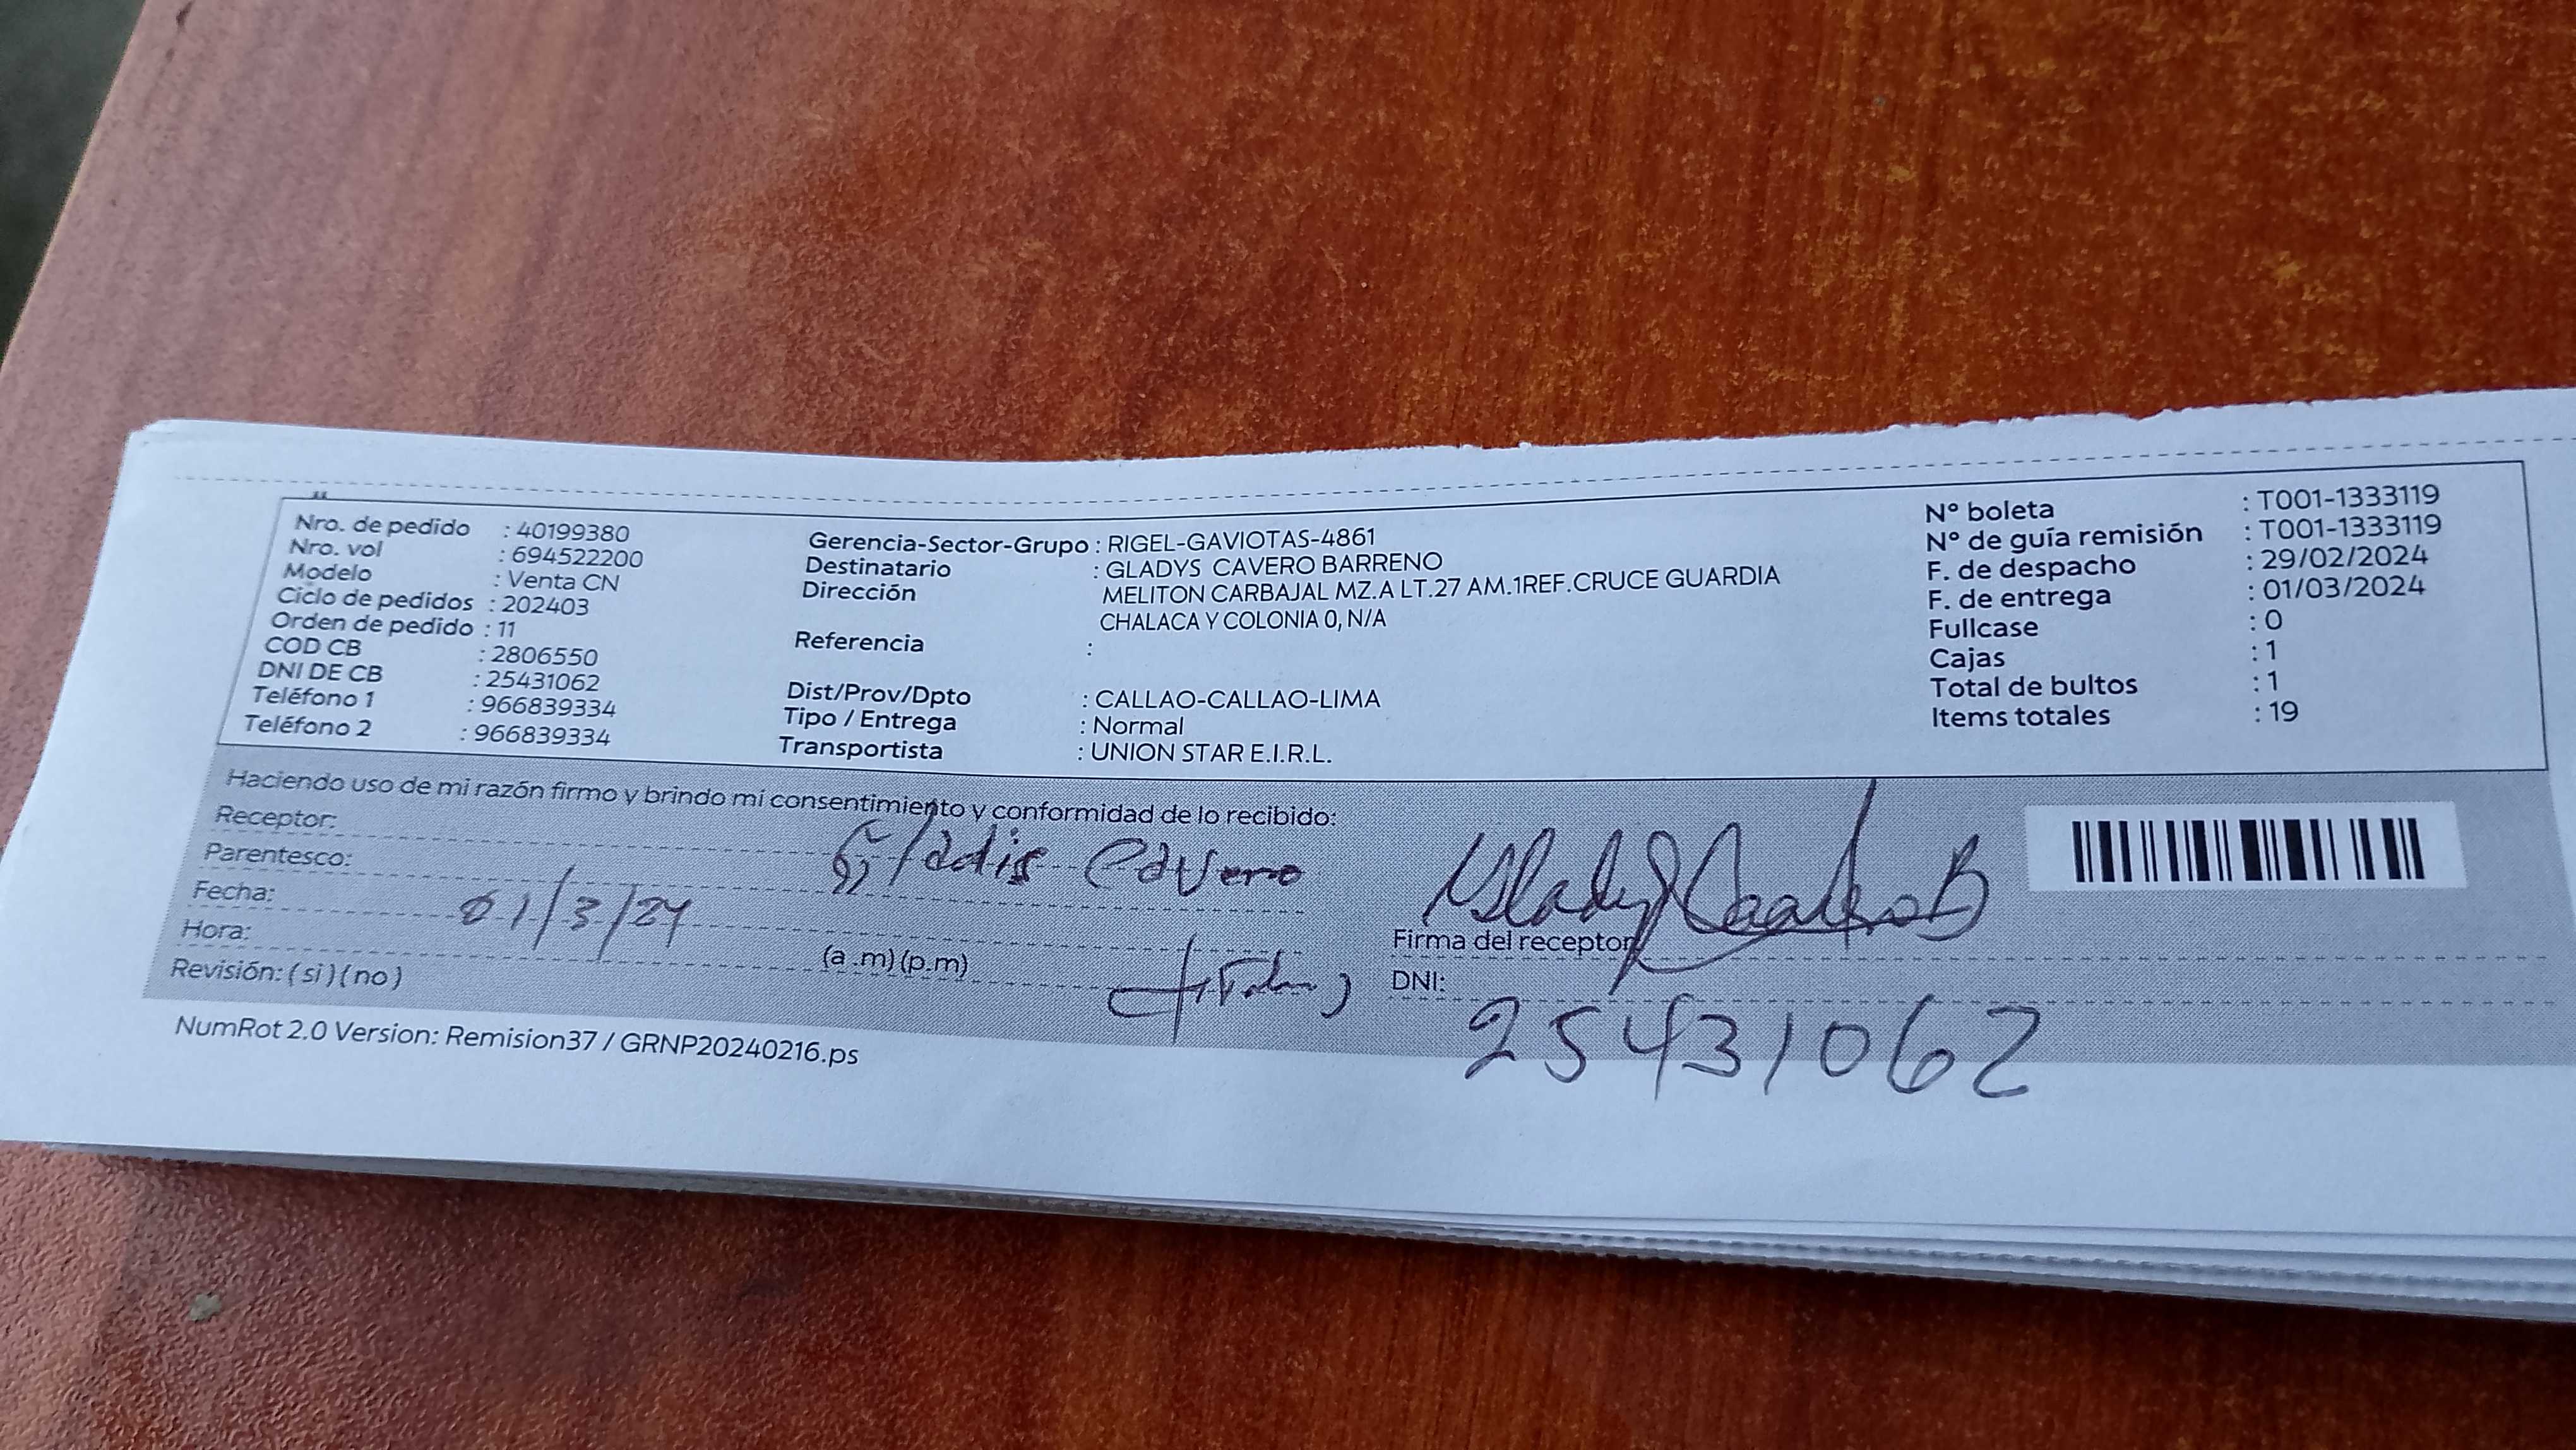 Nro. de pedido : 40199380
Nro. vol : 694522200
Modelo : Venta CN
Ciclo de pedidos : 202403
Orden de pedido : 11
COD CB : 2806550
DNI DE CB : 25431062
Teléfono 1 : 966839334
Teléfono 2 : 966839334
Gerencia-Sector-Grupo : RIGEL-GAVIOTAS-4861
Destinatario : GLADYS CAVERO BARRENO
Dirección MELITON CARBAJAL MZ.A LT.27 AM.1REF.CRUCE GUARDIA
CHALACA Y COLONIA 0, N/A
Referencia :
Dist/Prov/Dpto : CALLAO-CALLAO-LIMA
Tipo / Entrega : Normal
Transportista : UNION STAR E.I.R.L.
N° boleta : T001-1333119
N° de guía remisión : T001-1333119
F. de despacho : 29/02/2024
F. de entrega : 01/03/2024
Fullcase : 0
Cajas : 1
Total de bultos : 1
Items totales : 19
Haciendo uso de mi razón firmo y brindo mi consentimiento y conformidad de lo recibido:
Receptor: Gladis Cavero
Parentesco:
Fecha: 01/3/24
Hora: (a.m) (p.m)
Revisión: ( si ) ( no )
Firma del receptor
DNI: 25431062
NumRot 2.0 Version: Remision37 / GRNP20240216.ps